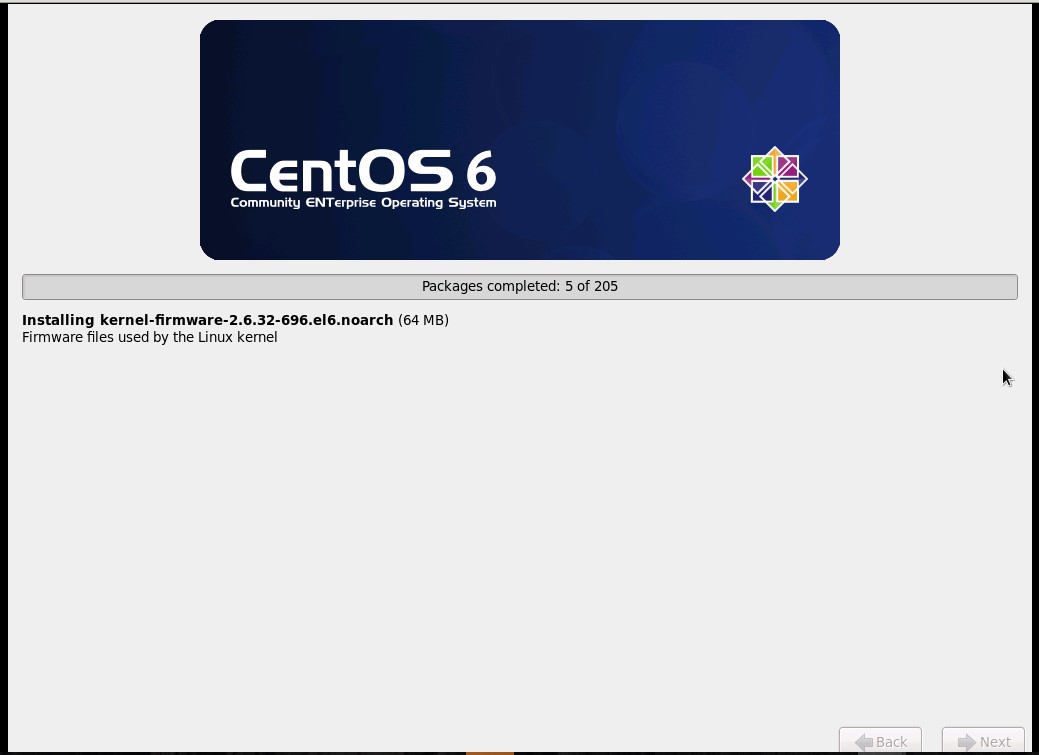 CentOS 6
Community ENTerprise Operating System
Packages completed: 5 of 205
Installing kernel-firmware-2.6.32-696.el6.noarch (64 MB)
Firmware files used by the Linux kernel
Back
Next